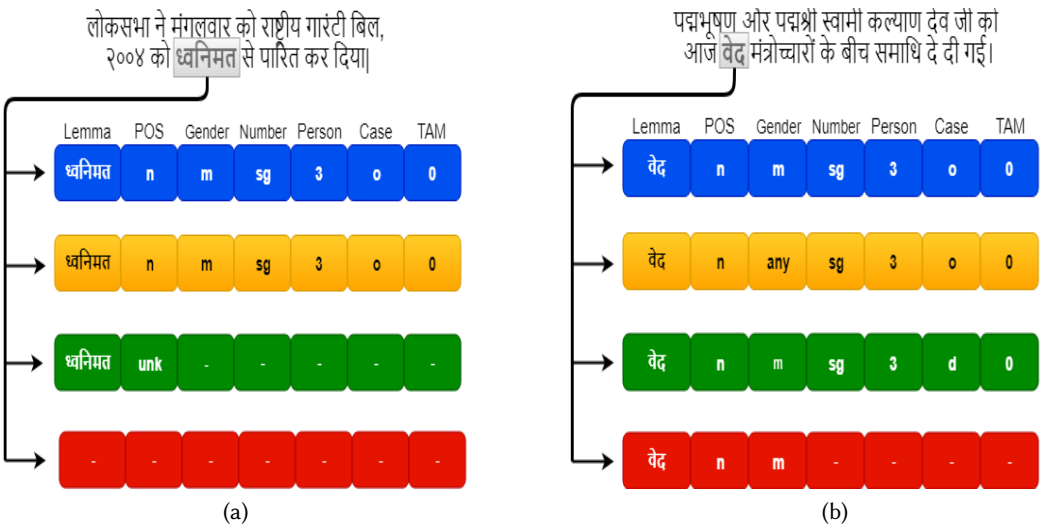 लोकसभा ने मंगलवार को राष्ट्रीय गारंटी बिल,
२००४ को ध्वनिमत से पारित कर दिया|
Lemma POS Gender Number Person Case TAM
ध्वनिमत n m sg 3 o 0
ध्वनिमत n m sg 3 o 0
ध्वनिमत unk - - - - -
- - - - - - -
(a)
पद्मभूषण और पद्मश्री स्वामी कल्याण देव जी को
आज वेद मंत्रोच्चारों के बीच समाधि दे दी गई।
Lemma POS Gender Number Person Case TAM
वेद n m sg 3 o 0
वेद n any sg 3 o 0
वेद n m sg 3 d 0
वेद n m - - - -
(b)